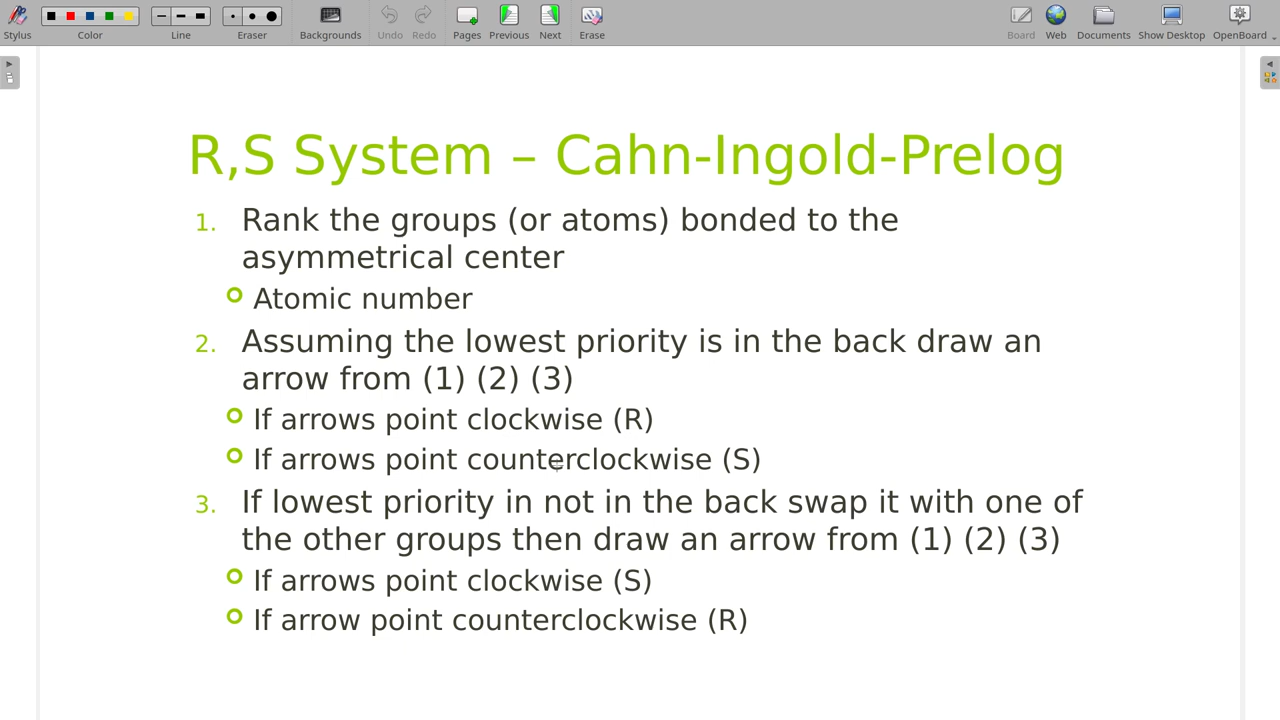 Stylus Color Line Eraser Backgrounds Undo Redo Pages Previous Next Erase Board Web Documents Show Desktop OpenBoard
R,S System – Cahn-Ingold-Prelog
1. Rank the groups (or atoms) bonded to the
asymmetrical center
Atomic number
2. Assuming the lowest priority is in the back draw an
arrow from (1) (2) (3)
If arrows point clockwise (R)
If arrows point counterclockwise (S)
3. If lowest priority in not in the back swap it with one of
the other groups then draw an arrow from (1) (2) (3)
If arrows point clockwise (S)
If arrow point counterclockwise (R)